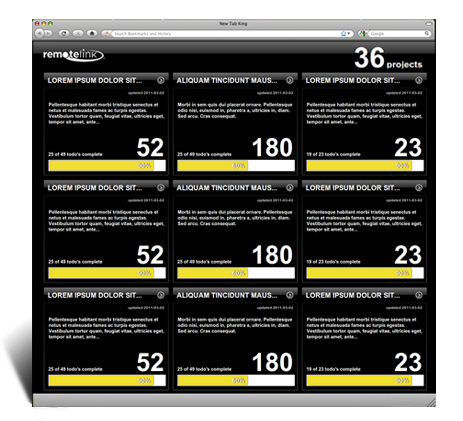 New Tab King
Search Bookmarks and History
Google
remotelink
36 projects
LOREM IPSUM DOLOR SIT...
updated 2011-03-02
Pellentesque habitant morbi tristique senectus et
netus et malesuada fames ac turpis egestas.
Vestibulum tortor quam, feugiat vitae, ultricies eget,
tempor sit amet, ante...
25 of 49 todo's complete
52
ALIQUAM TINCIDUNT MAUS...
updated 2011-03-02
Morbi in sem quis dui placerat ornare. Pellentesque
odio nisi, euismod in, pharetra a, ultricies in, diam.
Sed arcu. Cras consequat.
25 of 49 todo's complete
180
LOREM IPSUM DOLOR SIT...
updated 2011-03-02
Pellentesque habitant morbi tristique senectus et
netus et malesuada fames ac turpis egestas.
Vestibulum tortor quam, feugiat vitae, ultricies eget,
tempor sit amet, ante...
19 of 23 todo's complete
23
LOREM IPSUM DOLOR SIT...
updated 2011-03-02
Pellentesque habitant morbi tristique senectus et
netus et malesuada fames ac turpis egestas.
Vestibulum tortor quam, feugiat vitae, ultricies eget,
tempor sit amet, ante...
25 of 49 todo's complete
52
ALIQUAM TINCIDUNT MAUS...
updated 2011-03-02
Morbi in sem quis dui placerat ornare. Pellentesque
odio nisi, euismod in, pharetra a, ultricies in, diam.
Sed arcu. Cras consequat.
25 of 49 todo's complete
180
LOREM IPSUM DOLOR SIT...
updated 2011-03-02
Pellentesque habitant morbi tristique senectus et
netus et malesuada fames ac turpis egestas.
Vestibulum tortor quam, feugiat vitae, ultricies eget,
tempor sit amet, ante...
19 of 23 todo's complete
23
LOREM IPSUM DOLOR SIT...
updated 2011-03-02
Pellentesque habitant morbi tristique senectus et
netus et malesuada fames ac turpis egestas.
Vestibulum tortor quam, feugiat vitae, ultricies eget,
tempor sit amet, ante...
25 of 49 todo's complete
52
ALIQUAM TINCIDUNT MAUS...
updated 2011-03-02
Morbi in sem quis dui placerat ornare. Pellentesque
odio nisi, euismod in, pharetra a, ultricies in, diam.
Sed arcu. Cras consequat.
25 of 49 todo's complete
180
LOREM IPSUM DOLOR SIT...
updated 2011-03-02
Pellentesque habitant morbi tristique senectus et
netus et malesuada fames ac turpis egestas.
Vestibulum tortor quam, feugiat vitae, ultricies eget,
tempor sit amet, ante...
19 of 23 todo's complete
23